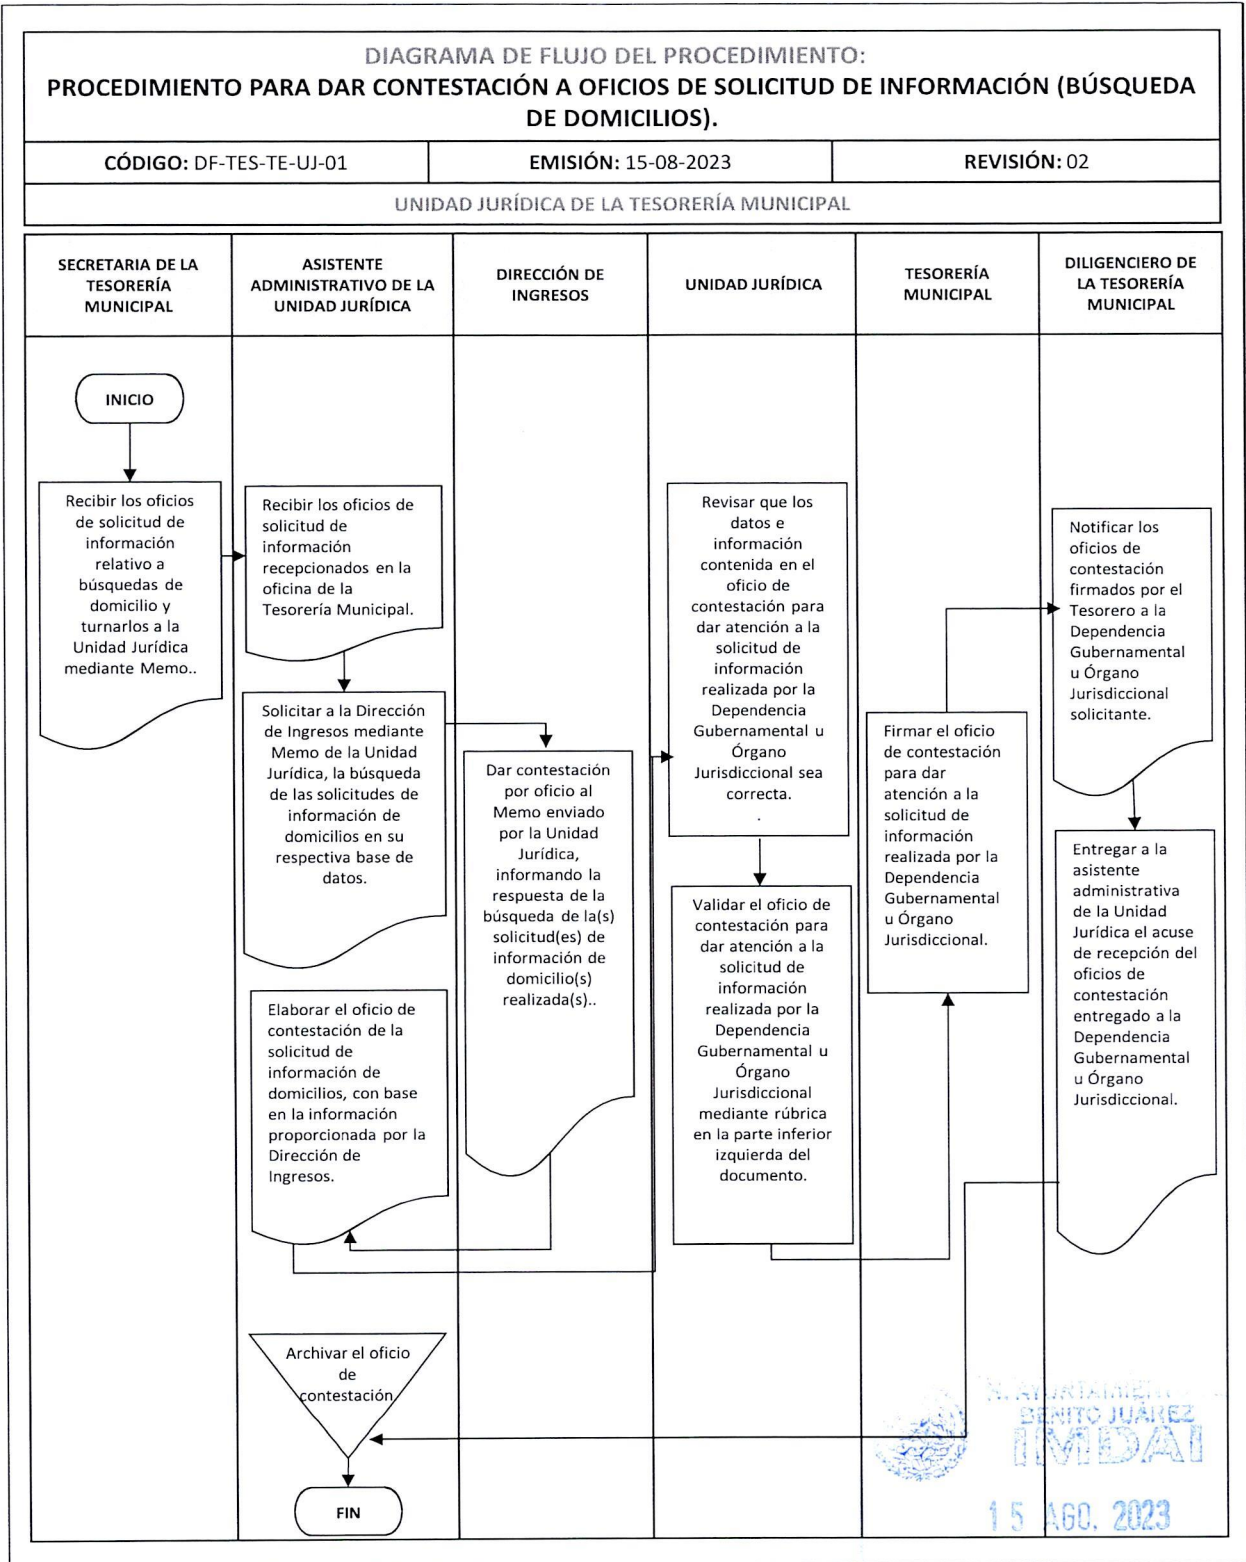 DIAGRAMA DE FLUJO DEL PROCEDIMIENTO:
PROCEDIMIENTO PARA DAR CONTESTACIÓN A OFICIOS DE SOLICITUD DE INFORMACIÓN (BÚSQUEDA
DE DOMICILIOS).
CÓDIGO: DF-TES-TE-UJ-01
EMISIÓN: 15-08-2023
REVISIÓN: 02
UNIDAD JURÍDICA DE LA TESORERÍA MUNICIPAL
SECRETARIA DE LA
TESORERÍA
MUNICIPAL
ASISTENTE
ADMINISTRATIVO DE LA
UNIDAD JURÍDICA
DIRECCIÓN DE
INGRESOS
UNIDAD JURÍDICA
TESORERÍA
MUNICIPAL
DILIGENCIERO DE
LA TESORERÍA
MUNICIPAL
INICIO
Recibir los oficios
de solicitud de
información
relativo a
búsquedas de
domicilio y
turnarlos a la
Unidad Jurídica
mediante Memo..
Recibir los oficios de
solicitud de
información
recepcionados en la
oficina de la
Tesorería Municipal.
Solicitar a la Dirección
de Ingresos mediante
Memo de la Unidad
Jurídica, la búsqueda
de las solicitudes de
información de
domicilios en su
respectiva base de
datos.
Dar contestación
por oficio al
Memo enviado
por la Unidad
Jurídica,
informando la
respuesta de la
búsqueda de la(s)
solicitud(es) de
información de
domicilio(s)
realizada(s)..
Elaborar el oficio de
contestación de la
solicitud de
información de
domicilios, con base
en la información
proporcionada por la
Dirección de
Ingresos.
Revisar que los
datos e
información
contenida en el
oficio de
contestación para
dar atención a la
solicitud de
información
realizada por la
Dependencia
Gubernamental u
Órgano
Jurisdiccional sea
correcta.
.
Validar el oficio de
contestación para
dar atención a la
solicitud de
información
realizada por la
Dependencia
Gubernamental u
Órgano
Jurisdiccional
mediante rúbrica
en la parte inferior
izquierda del
documento.
Firmar el oficio
de contestación
para dar
atención a la
solicitud de
información
realizada por la
Dependencia
Gubernamental
u Órgano
Jurisdiccional.
Notificar los
oficios de
contestación
firmados por el
Tesorero a la
Dependencia
Gubernamental
u Órgano
Jurisdiccional
solicitante.
Entregar a la
asistente
administrativa
de la Unidad
Jurídica el acuse
de recepción del
oficios de
contestación
entregado a la
Dependencia
Gubernamental
u Órgano
Jurisdiccional.
Archivar el oficio
de
contestación
FIN
BENITO JUÁREZ
IMDAI
15 AGO. 2023